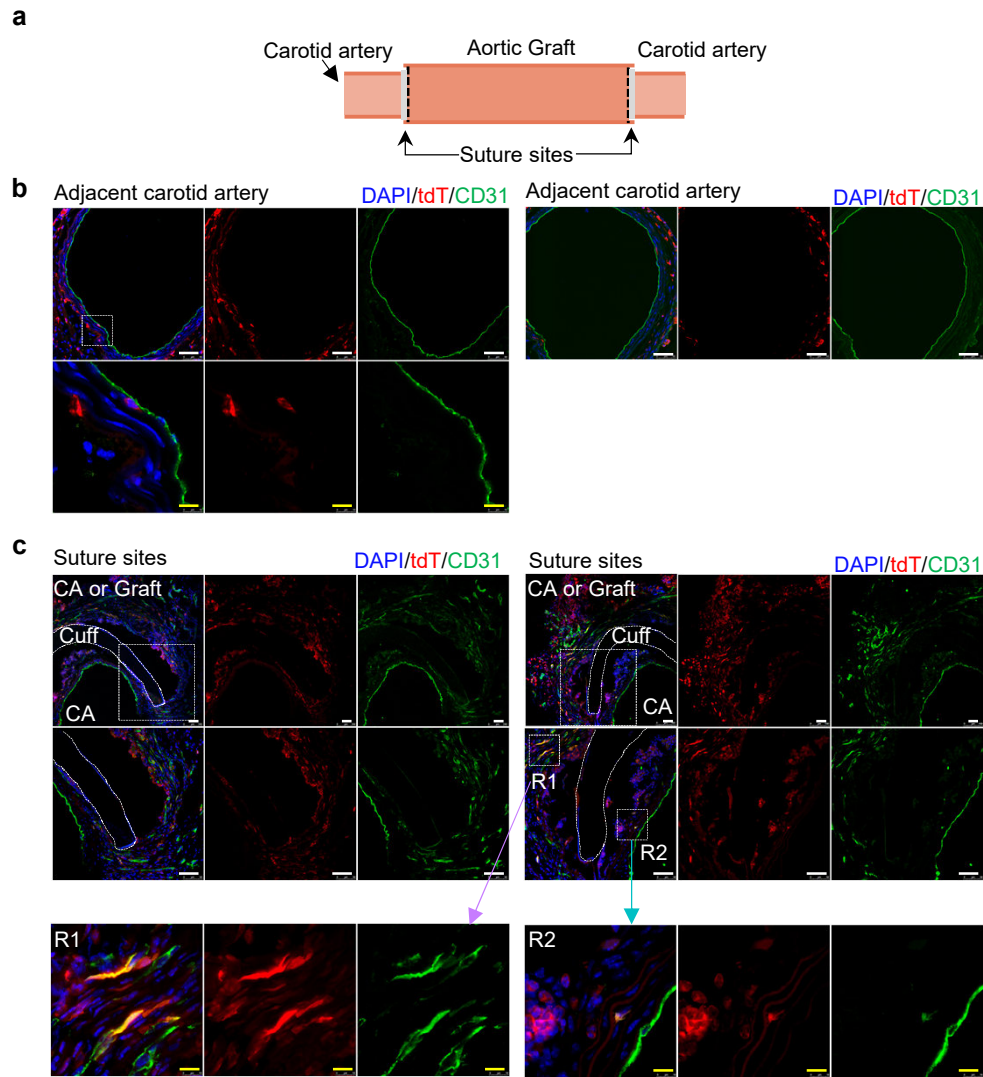 a
Carotid artery
Aortic Graft
Carotid artery
Suture sites
b
Adjacent carotid artery
DAPI/tdT/CD31
Adjacent carotid artery
DAPI/tdT/CD31
c
Suture sites
DAPI/tdT/CD31
Suture sites
DAPI/tdT/CD31
CA or Graft
Cuff
CA
CA or Graft
Cuff
CA
R1
R2
R1
R2